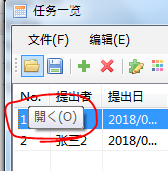 任务一览
文件(F) 编辑(E)
No. 提出者 提出日
1 開く(O) 2018/0...
2 张三2 2018/0...